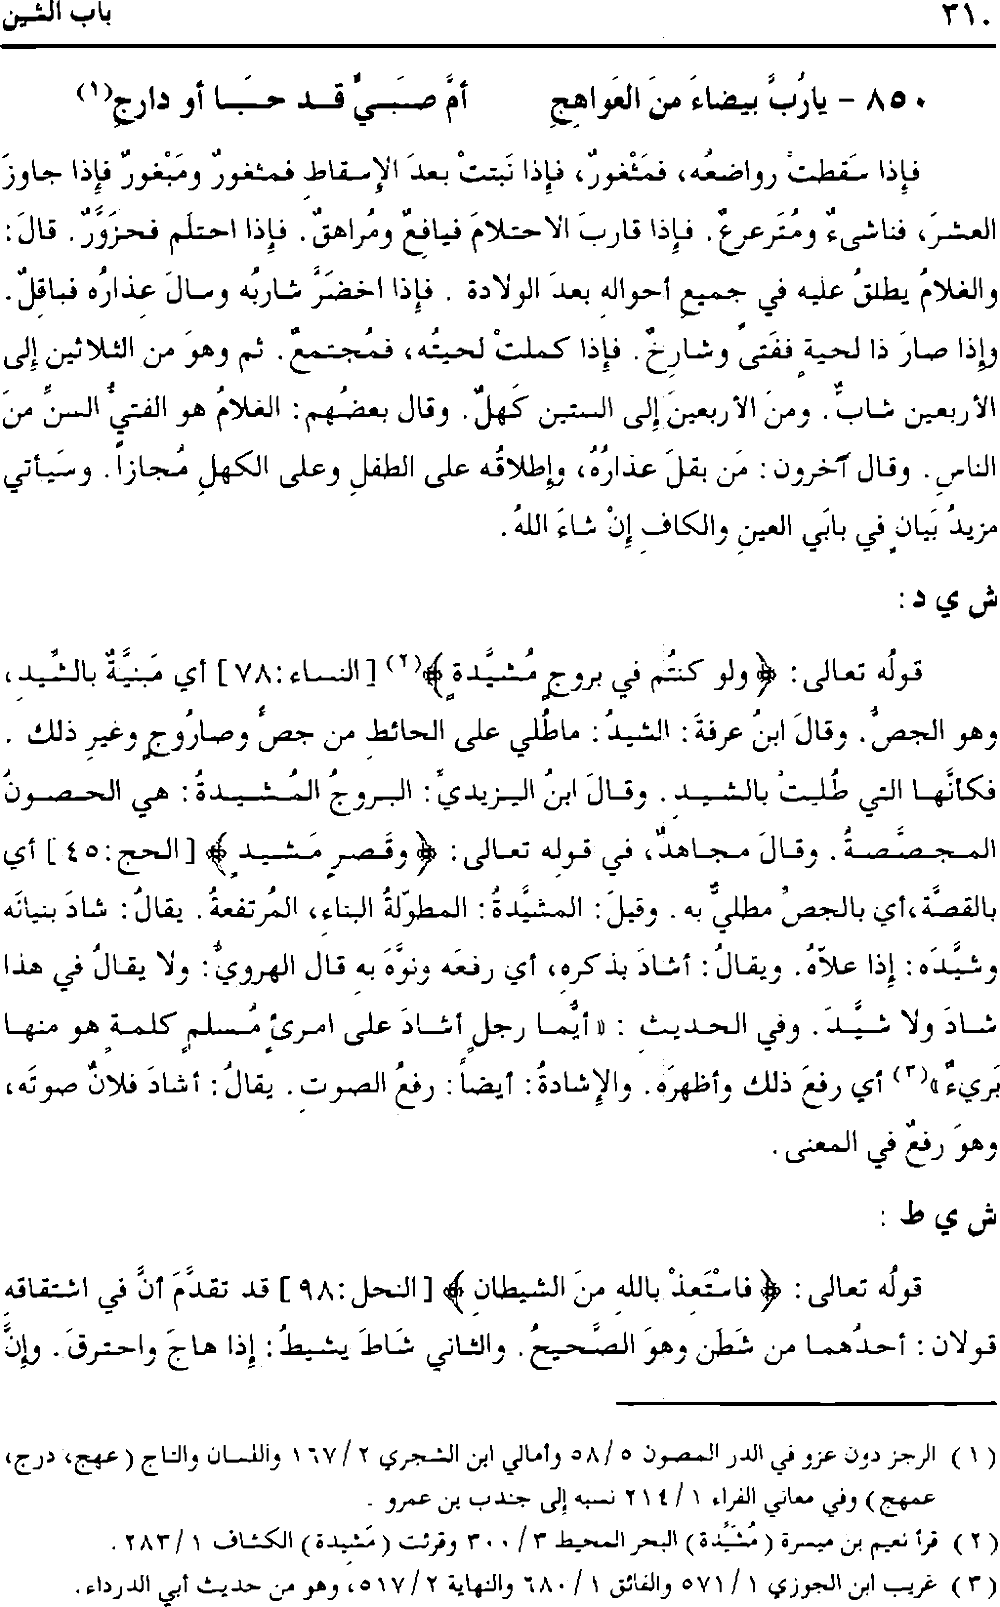 ٣١٠ باب الشين
٨٥٠ - ياربَّ بيضاءَ منَ العَواهِجِ أمَّ صَبَيٍّ قد حَبَا أو دارجِ(١)
فإذا سَقطتْ رواضعُه، فمَثْغورٌ، فإذا نَبتتْ بعدَ الإسقاطِ فمثغورٌ ومَبْغورٌ فإذا جاوزَ
العشرَ، فناشىءٌ ومُتَرعرعٌ. فإذا قاربَ الاحتلامَ فيافعٌ ومُراهقٌ. فإذا احتلَم فحزَوَّرٌ. قالَ:
والغلامُ يطلقُ عليه في جميعِ أحواله بعدَ الولادة . فإذا اخضَرَّ شاربُه وسالَ عِذارُه فباقلٌ.
وإذا صارَ ذا لحيةٍ ففَتىً وشارخٌ. فإذا كملتْ لحيتُه، فمُجتمعٌ. ثم وهوَ من الثلاثين إلى
الأربعين شابٌّ. ومنَ الأربعينَ إلى الستين كَهلٌ. وقال بعضُهم: الغلامُ هو الفتيُّ السنِّ منَ
الناسِ. وقال آخرون: مَن بقلَ عذارُهُ، وإطلاقُه على الطفلِ وعلى الكهلِ مُجازاً. وسَيأتي
مزيدُ بَيانٍ في بابَي العينِ والكافِ إنْ شاءَ اللهُ.
ش ي د:
قولُه تعالى: ﴿ولو كنتُم في بروجٍ مُشيَّدةٍ﴾(٢) [النساء:٧٨] أي مَبنيَّةٌ بالشِّيدِ،
وهو الجصُّ. وقالَ ابنُ عرفةَ: الشيدُ: ماطُلي على الحائطِ من جصٍّ وصارُوجٍ وغيرِ ذلك .
فكأنَّها التي طُليتْ بالشيدِ. وقالَ ابنُ اليزيديِّ: البروجُ المُشيدةُ: هي الحصونُ
المجصَّصةُ. وقالَ مجاهدٌ، في قوله تعالى: ﴿وقَصرٍ مَشيدٍ﴾ [الحج:٤٥] أي
بالقصَّة،أي بالجصِّ مطليٌّ به. وقيلَ: المشيَّدةُ: المطوّلةُ البناءِ، المُرتفعةُ. يقالُ: شادَ بنيانَه
وشيَّدَه: إذا علاّهُ. ويقالُ: أشادَ بذكرِهِ، أي رفعَه ونوَّهَ به قال الهرويُّ: ولا يقالُ في هذا
شادَ ولا شيَّدَ. وفي الحديثِ : «أيُّما رجلٍ أشادَ على امرئٍ مُسلمٍ كلمةٍ هو منها
بَريءٌ»(٣) أي رفعَ ذلك وأظهرَه. والإشادةُ: أيضاً: رفعُ الصوتِ. يقالُ: أشادَ فلانٌ صوتَه،
وهوَ رفعٌ في المعنى.
ش ي ط :
قولُه تعالى: ﴿فاسْتَعِذْ باللهِ منَ الشيطانِ﴾ [النحل:٩٨] قد تقدَّمَ أنَّ في اشتقاقهِ
قولان: أحدُهما من شَطَن وهوَ الصَّحيحُ. والثاني شَاطَ يشيطُ: إذا هاجَ واحترقَ. وإنَّ
(١) الرجز دون عزو في الدر المصون ٥٨/٥ وأمالي ابن الشجري ١٦٧/٢ واللسان والتاج (عهج، درج،
عمهج) وفي معاني الفراء ٢١٤/١ نسبه إلى جندب بن عمرو .
(٢) قرأ نعيم بن ميسرة (مُشَيِّدة) البحر المحيط ٣٠٠/٣ وقرئت (مَشيدة) الكشاف ٢٨٣/١.
(٣) غريب ابن الجوزي ٥٧١/١ والفائق ٦٨٠/١ والنهاية ٥١٧/٢، وهو من حديث أبي الدرداء.